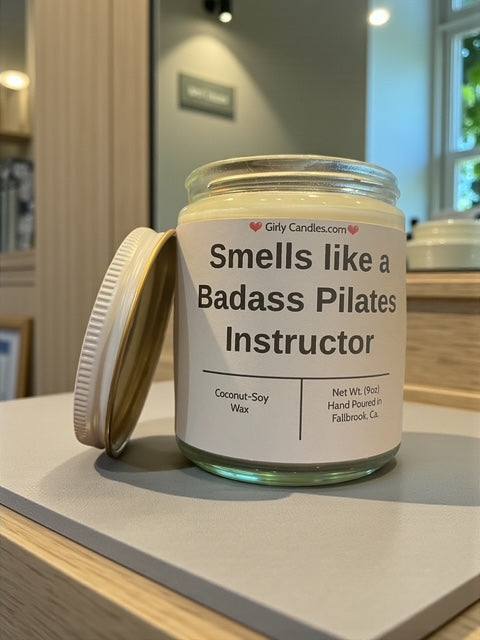 Girly Candles.com
Smells like a
Badass Pilates
Instructor
Coconut-Soy
Wax
Net Wt. (9oz)
Hand Poured in
Fallbrook, Ca.